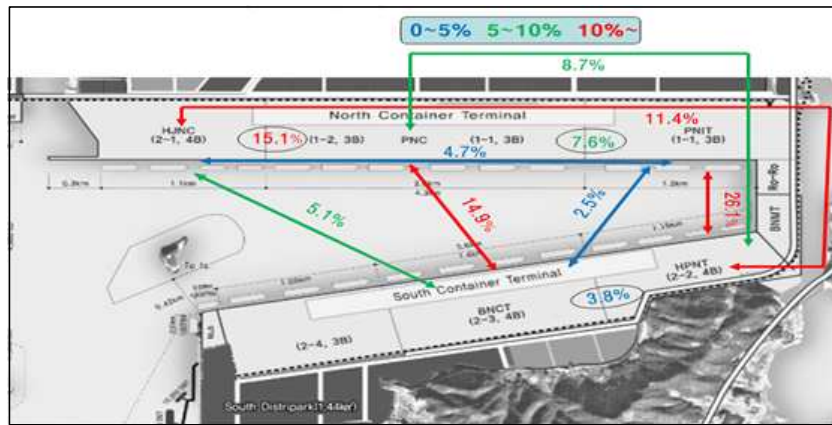 0~5% 5~10% 10%~
8.7%
North Container Terminal
11.4%
HJNC
(2-1, 4B)
15.1%
(1-2, 3B)
PNC
(1-1, 3B)
7.6%
PNIT
(1-1, 3B)
4.7%
Ro-Ro
5.1%
14.9%
2.5%
26.1%
BNMT
South Container Terminal
HPNT
(2-2, 4B)
3.8%
BNCT
(2-3, 4B)
(2-4, 3B)
South Distripark(1.44㎢)